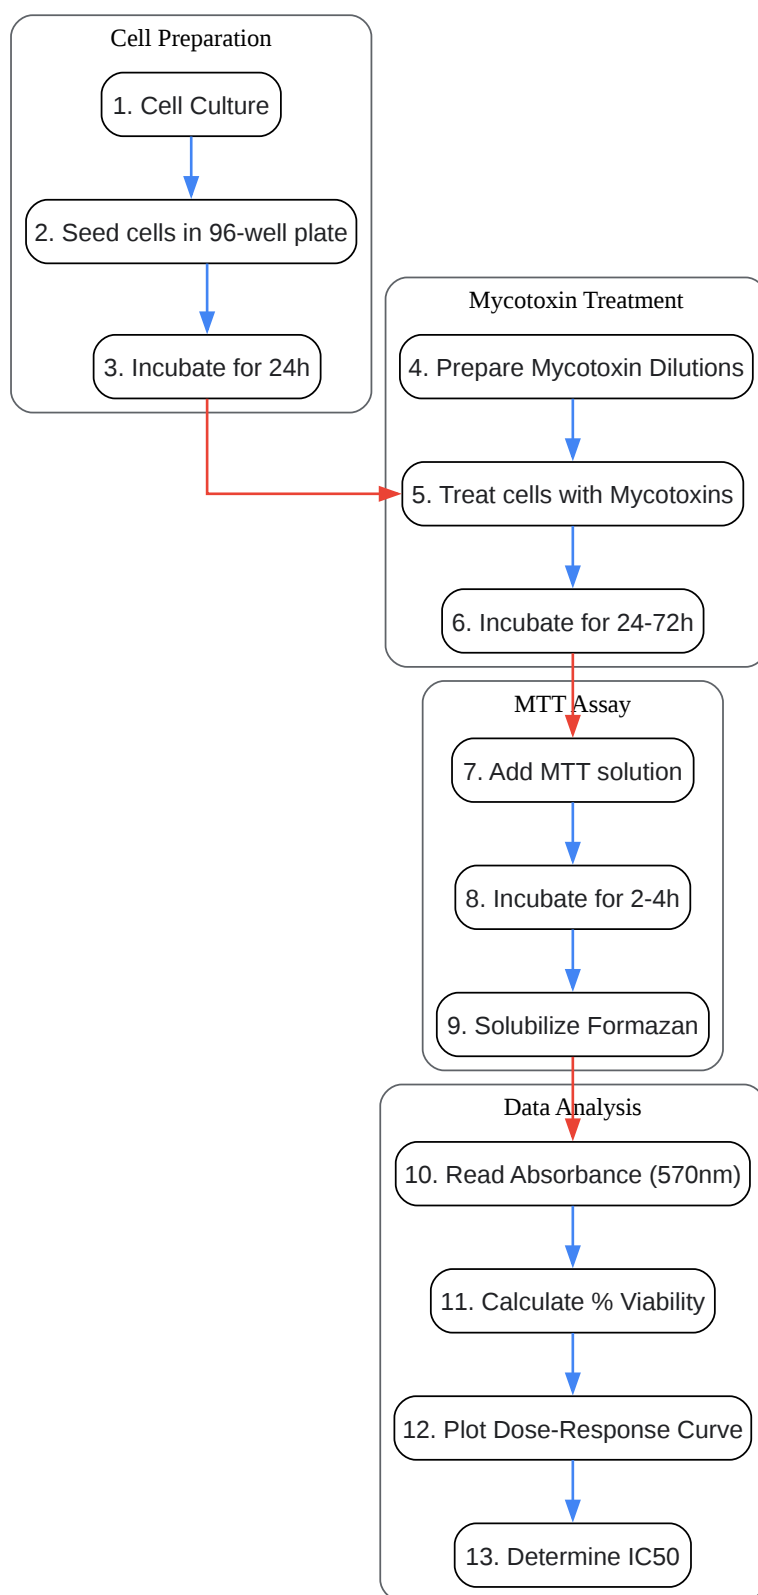 Cell Preparation
1. Cell Culture
2. Seed cells in 96-well plate
3. Incubate for 24h
Mycotoxin Treatment
4. Prepare Mycotoxin Dilutions
5. Treat cells with Mycotoxins
6. Incubate for 24-72h
MTT Assay
7. Add MTT solution
8. Incubate for 2-4h
9. Solubilize Formazan
Data Analysis
10. Read Absorbance (570nm)
11. Calculate % Viability
12. Plot Dose-Response Curve
13. Determine IC50